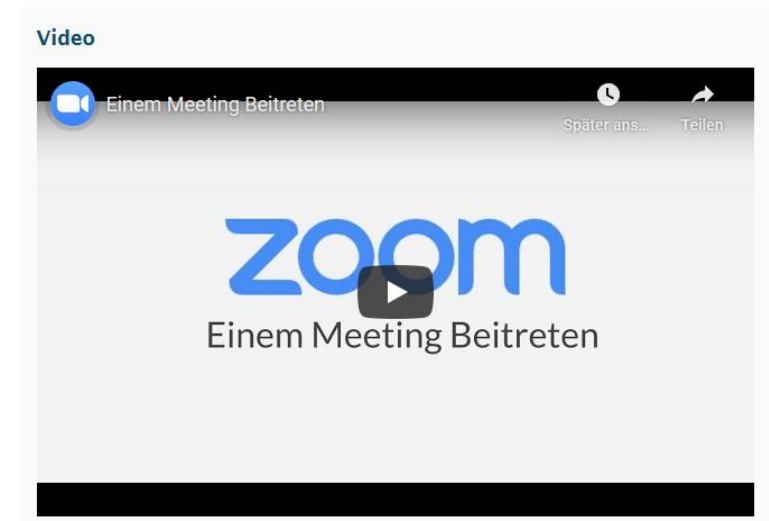 Video
Einem Meeting Beitreten
Später ans...
Teilen
zoom
Einem Meeting Beitreten